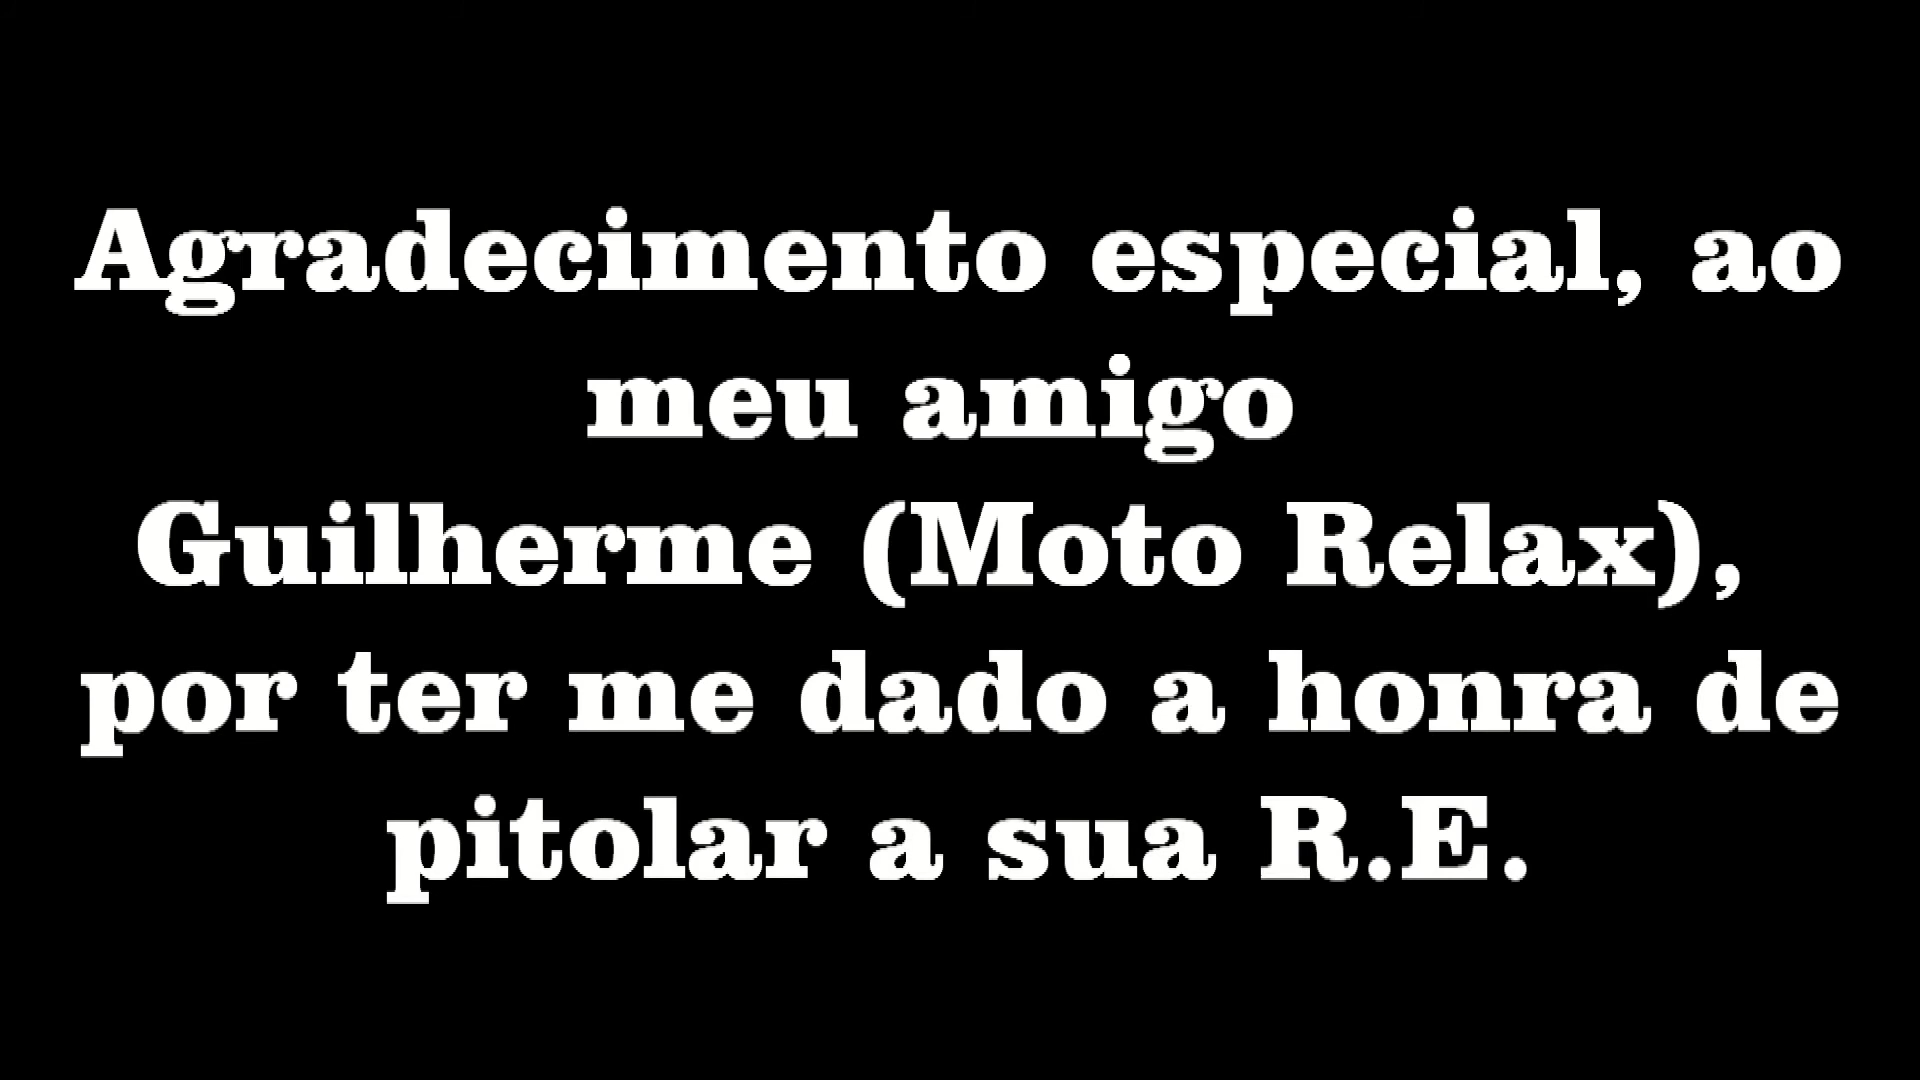 Agradecimento especial, ao
meu amigo
Guilherme (Moto Relax),
por ter me dado a honra de
pitolar a sua R.E.